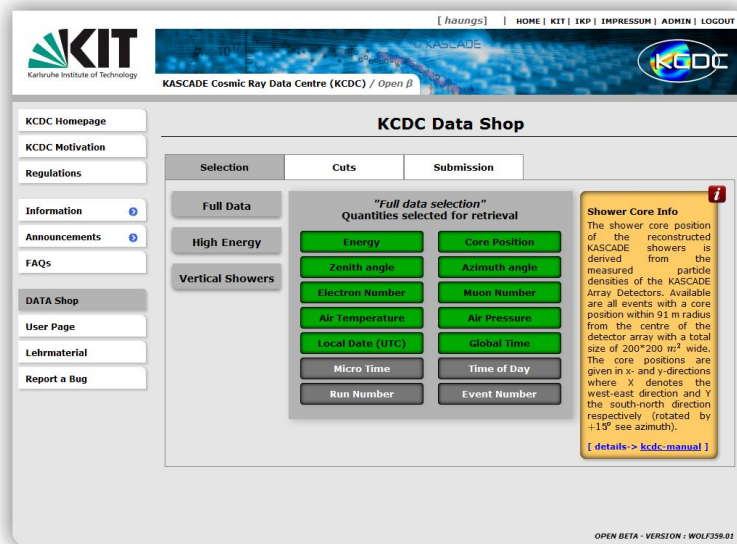 [ haungs] | HOME | KIT | IKP | IMPRESSUM | ADMIN | LOGOUT
KIT
Karlsruhe Institute of Technology
KASCADE
KCDC
KASCADE Cosmic Ray Data Centre (KCDC) / Open β
KCDC Homepage
KCDC Motivation
Regulations
Information
Announcements
FAQs
DATA Shop
User Page
Lehrmaterial
Report a Bug
KCDC Data Shop
Selection Cuts Submission
Full Data
High Energy
Vertical Showers
"Full data selection"
Quantities selected for retrieval
Energy Core Position
Zenith angle Azimuth angle
Electron Number Muon Number
Air Temperature Air Pressure
Local Date (UTC) Global Time
Micro Time Time of Day
Run Number Event Number
i
Shower Core Info
The shower core position
of the reconstructed
KASCADE showers is
derived from the
measured particle
densities of the KASCADE
Array Detectors. Available
are all events with a core
position within 91 m radius
from the centre of the
detector array with a total
size of 200*200 m² wide.
The core positions are
given in x- and y-directions
where X denotes the
west-east direction and Y
the south-north direction
respectively (rotated by
+15° see azimuth).
[ details-> kcdc-manual ]
OPEN BETA - VERSION : WOLF359.01